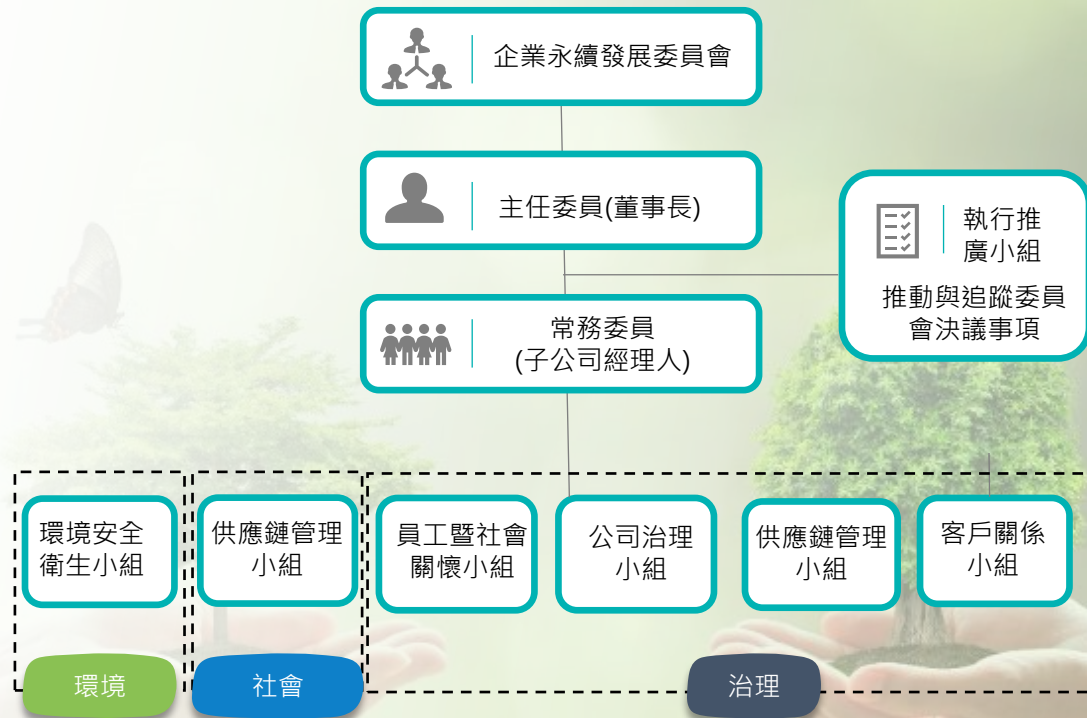 企業永續發展委員會
主任委員(董事長)
執行推
廣小組
推動與追蹤委員
會決議事項
常務委員
(子公司經理人)
環境安全
衛生小組
供應鏈管理
小組
員工暨社會
關懷小組
公司治理
小組
供應鏈管理
小組
客戶關係
小組
環境
社會
治理